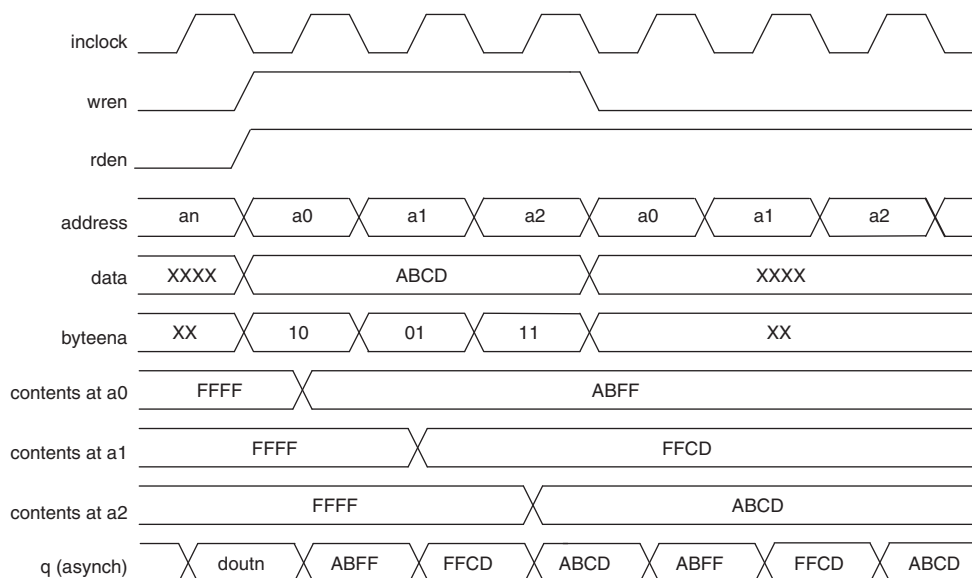 inclock
wren
rden
address an a0 a1 a2 a0 a1 a2
data XXXX ABCD XXXX
byteena XX 10 01 11 XX
contents at a0 FFFF ABFF
contents at a1 FFFF FFCD
contents at a2 FFFF ABCD
q (asynch) doutn ABFF FFCD ABCD ABFF FFCD ABCD